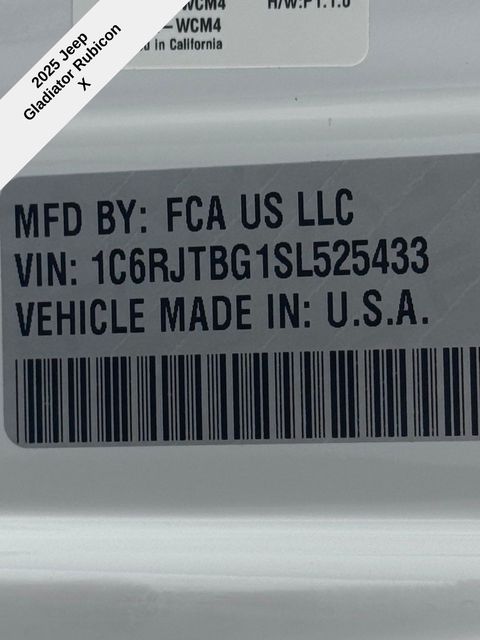 2025 Jeep
Gladiator Rubicon
X
WCM4
H/W:P1.1.0
-WCM4
in California
MFD BY: FCA US LLC
VIN: 1C6RJTBG1SL525433
VEHICLE MADE IN: U.S.A.